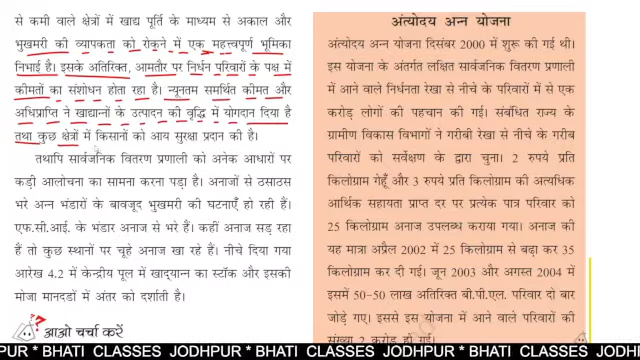 से कमी वाले क्षेत्रों में खाद्य पूर्ति के माध्यम से अकाल और
भुखमरी की व्यापकता को रोकने में एक महत्त्वपूर्ण भूमिका
निभाई है। इसके अतिरिक्त, आमतौर पर निर्धन परिवारों के पक्ष में
कीमतों का संशोधन होता रहा है। न्यूनतम समर्थित कीमत और
अधिप्राप्ति ने खाद्यान्नों के उत्पादन की वृद्धि में योगदान दिया है
तथा कुछ क्षेत्रों में किसानों को आय सुरक्षा प्रदान की है।
तथापि सार्वजनिक वितरण प्रणाली को अनेक आधारों पर
कड़ी आलोचना का सामना करना पड़ा है। अनाजों से ठसाठस
भरे अन्न भंडारों के बावजूद भुखमरी की घटनाएँ हो रही हैं।
एफ.सी.आई. के भंडार अनाज से भरे हैं। कहीं अनाज सड़ रहा
हैं तो कुछ स्थानों पर चूहे अनाज खा रहे हैं। नीचे दिया गया
आरेख 4.2 में केन्द्रीय पूल में खाद्यान्न का स्टॉक और इसकी
मोजा मानदडों में अंतर को दर्शाती है।
आओ चर्चा करें
अंत्योदय अन्न योजना
अंत्योदय अन्न योजना दिसंबर 2000 में शुरू की गई थी।
इस योजना के अंतर्गत लक्षित सार्वजनिक वितरण प्रणाली
में आने वाले निर्धनता रेखा से नीचे के परिवारों में से एक
करोड़ लोगों की पहचान की गई। संबंधित राज्य के
ग्रामीण विकास विभागों ने गरीबी रेखा से नीचे के गरीब
परिवारों को सर्वेक्षण के द्वारा चुना। 2 रुपये प्रति
किलोग्राम गेहूँ और 3 रुपये प्रति किलोग्राम की अत्यधिक
आर्थिक सहायता प्राप्त दर पर प्रत्येक पात्र परिवार को
25 किलोग्राम अनाज उपलब्ध कराया गया। अनाज की
यह मात्रा अप्रैल 2002 में 25 किलोग्राम से बढ़ा कर 35
किलोग्राम कर दी गई। जून 2003 और अगस्त 2004 में
इसमें 50-50 लाख अतिरिक्त बी.पी.एल. परिवार दो बार
जोड़े गए। इससे इस योजना में आने वाले परिवारों की
संख्या 2 करोड़ हो गई।
PUR * BHATI CLASSES JODHPUR * BHATI CLASSES JODHPUR * BHATI CLASSES JODHPUR * BHATI